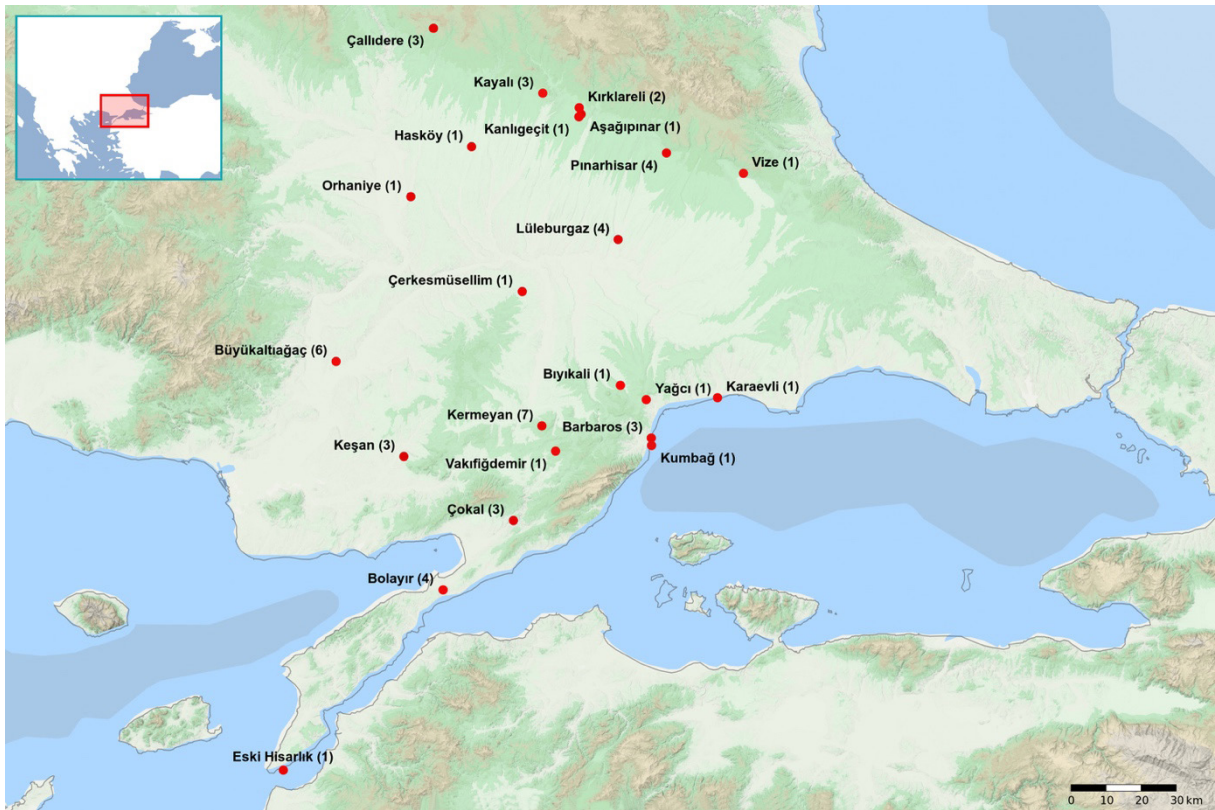 Çallıdere (3)
Kayalı (3)
Kırklareli (2)
Kanlıgeçit (1)
Aşağıpınar (1)
Hasköy (1)
Pınarhisar (4)
Vize (1)
Orhaniye (1)
Lüleburgaz (4)
Çerkesmüsellim (1)
Büyükaltıağaç (6)
Bıyıkali (1)
Yağcı (1)
Karaevli (1)
Kermeyan (7)
Barbaros (3)
Keşan (3)
Vakıfiğdemir (1)
Kumbağ (1)
Çokal (3)
Bolayır (4)
Eski Hisarlık (1)
0 10 20 30 km